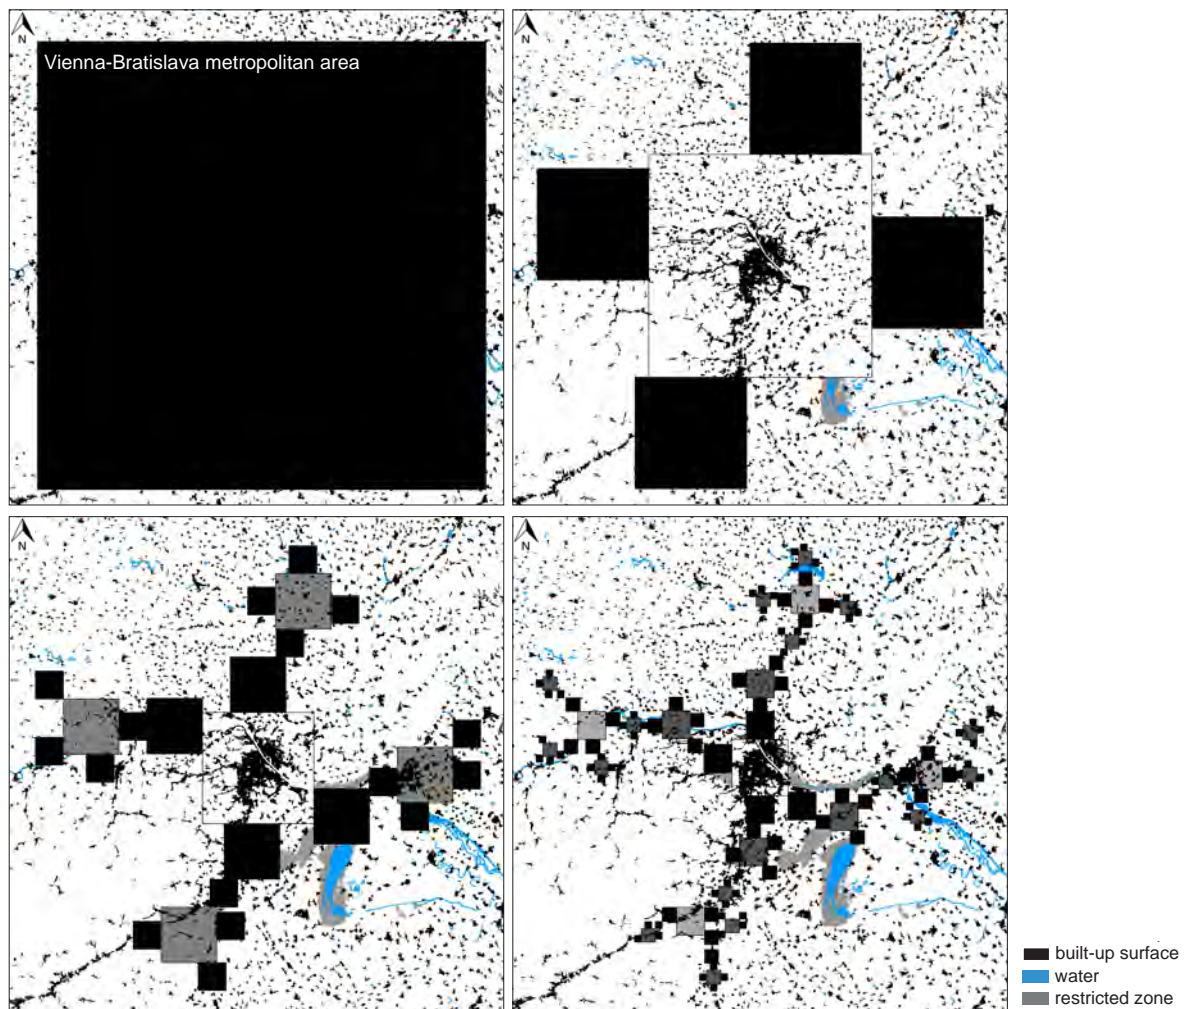 N
Vienna-Bratislava metropolitan area
N
N
N
built-up surface
water
restricted zone